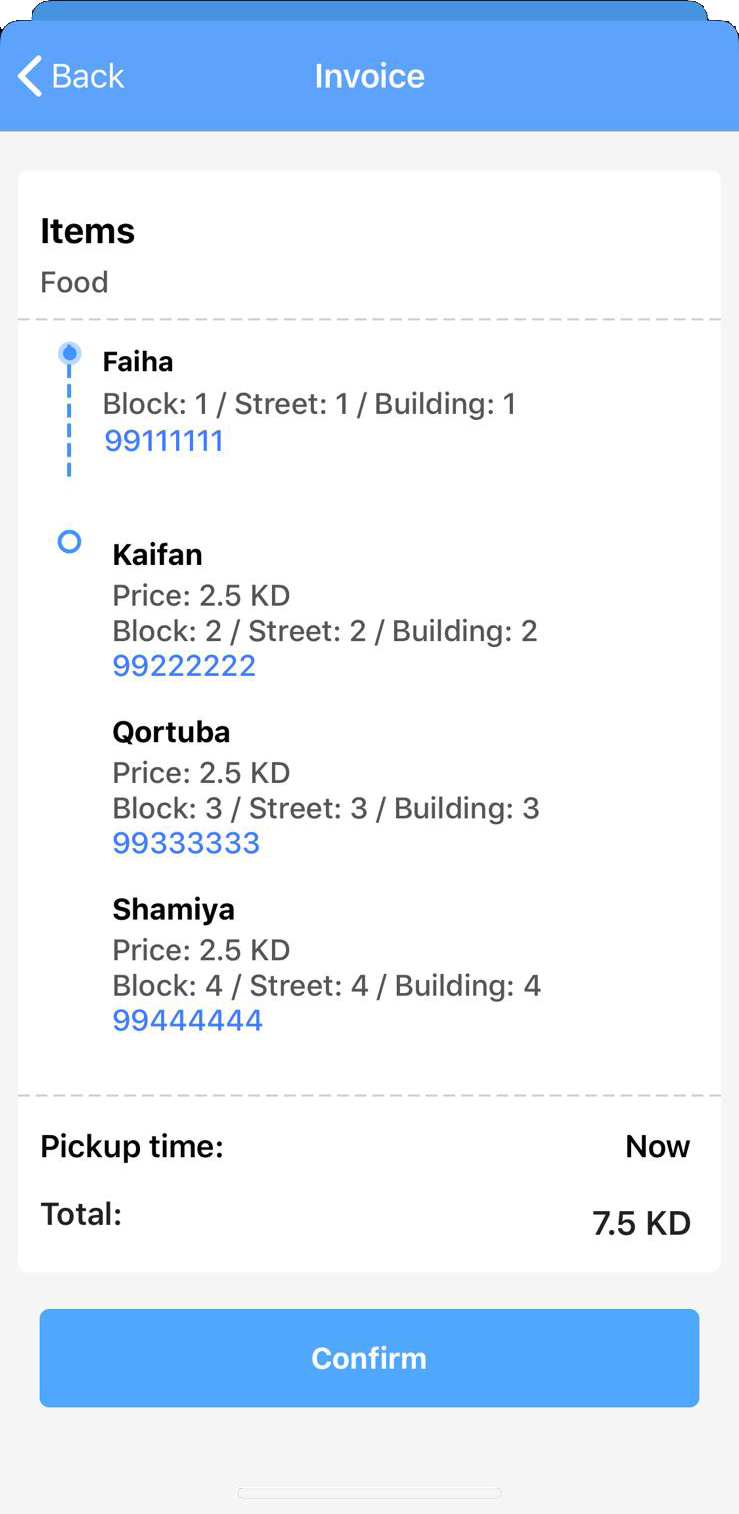 Back
Invoice
Items
Food
Faiha
Block: 1 / Street: 1 / Building: 1
99111111
Kaifan
Price: 2.5 KD
Block: 2 / Street: 2 / Building: 2
99222222
Qortuba
Price: 2.5 KD
Block: 3 / Street: 3 / Building: 3
99333333
Shamiya
Price: 2.5 KD
Block: 4 / Street: 4 / Building: 4
99444444
Pickup time: Now
Total: 7.5 KD
Confirm